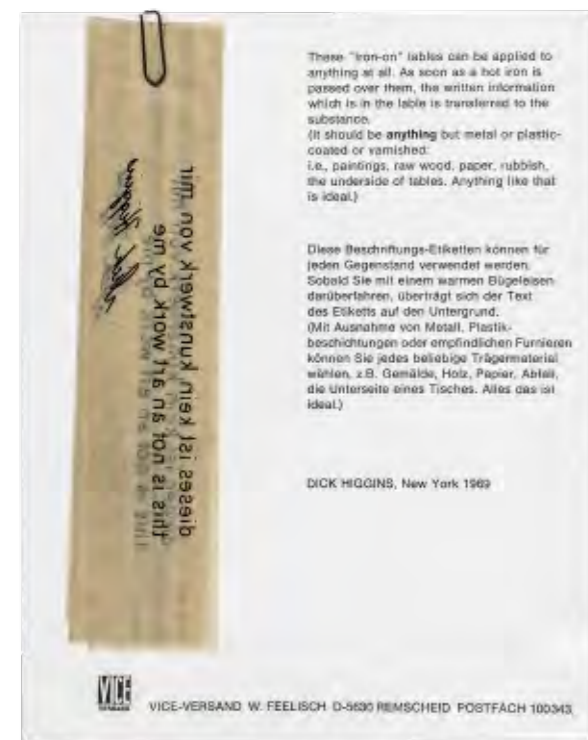 These "iron-on" lables can be applied to
anything at all. As soon as a hot iron is
passed over them, the written information
which is in the lable is transferred to the
substance.
(It should be anything but metal or plastic-
coated or varnished:
i.e., paintings, raw wood, paper, rubbish,
the underside of tables. Anything like that
is ideal.)
Diese Beschriftungs-Etiketten können für
jeden Gegenstand verwendet werden.
Sobald Sie mit einem warmen Bügeleisen
darüberfahren, überträgt sich der Text
des Etiketts auf den Untergrund.
(Mit Ausnahme von Metall, Plastik-
beschichtungen oder empfindlichen Furnieren
können Sie jedes beliebige Trägermaterial
wählen, z.B. Gemälde, Holz, Papier, Abfall,
die Unterseite eines Tisches. Alles das ist
ideal.)
DICK HIGGINS, New York 1969
dieses ist kein kunstwerk von mir
this is not an art work by me
Dick Higgins
VICE
VERSAND
VICE-VERSAND W. FEELISCH D-5630 REMSCHEID POSTFACH 100343